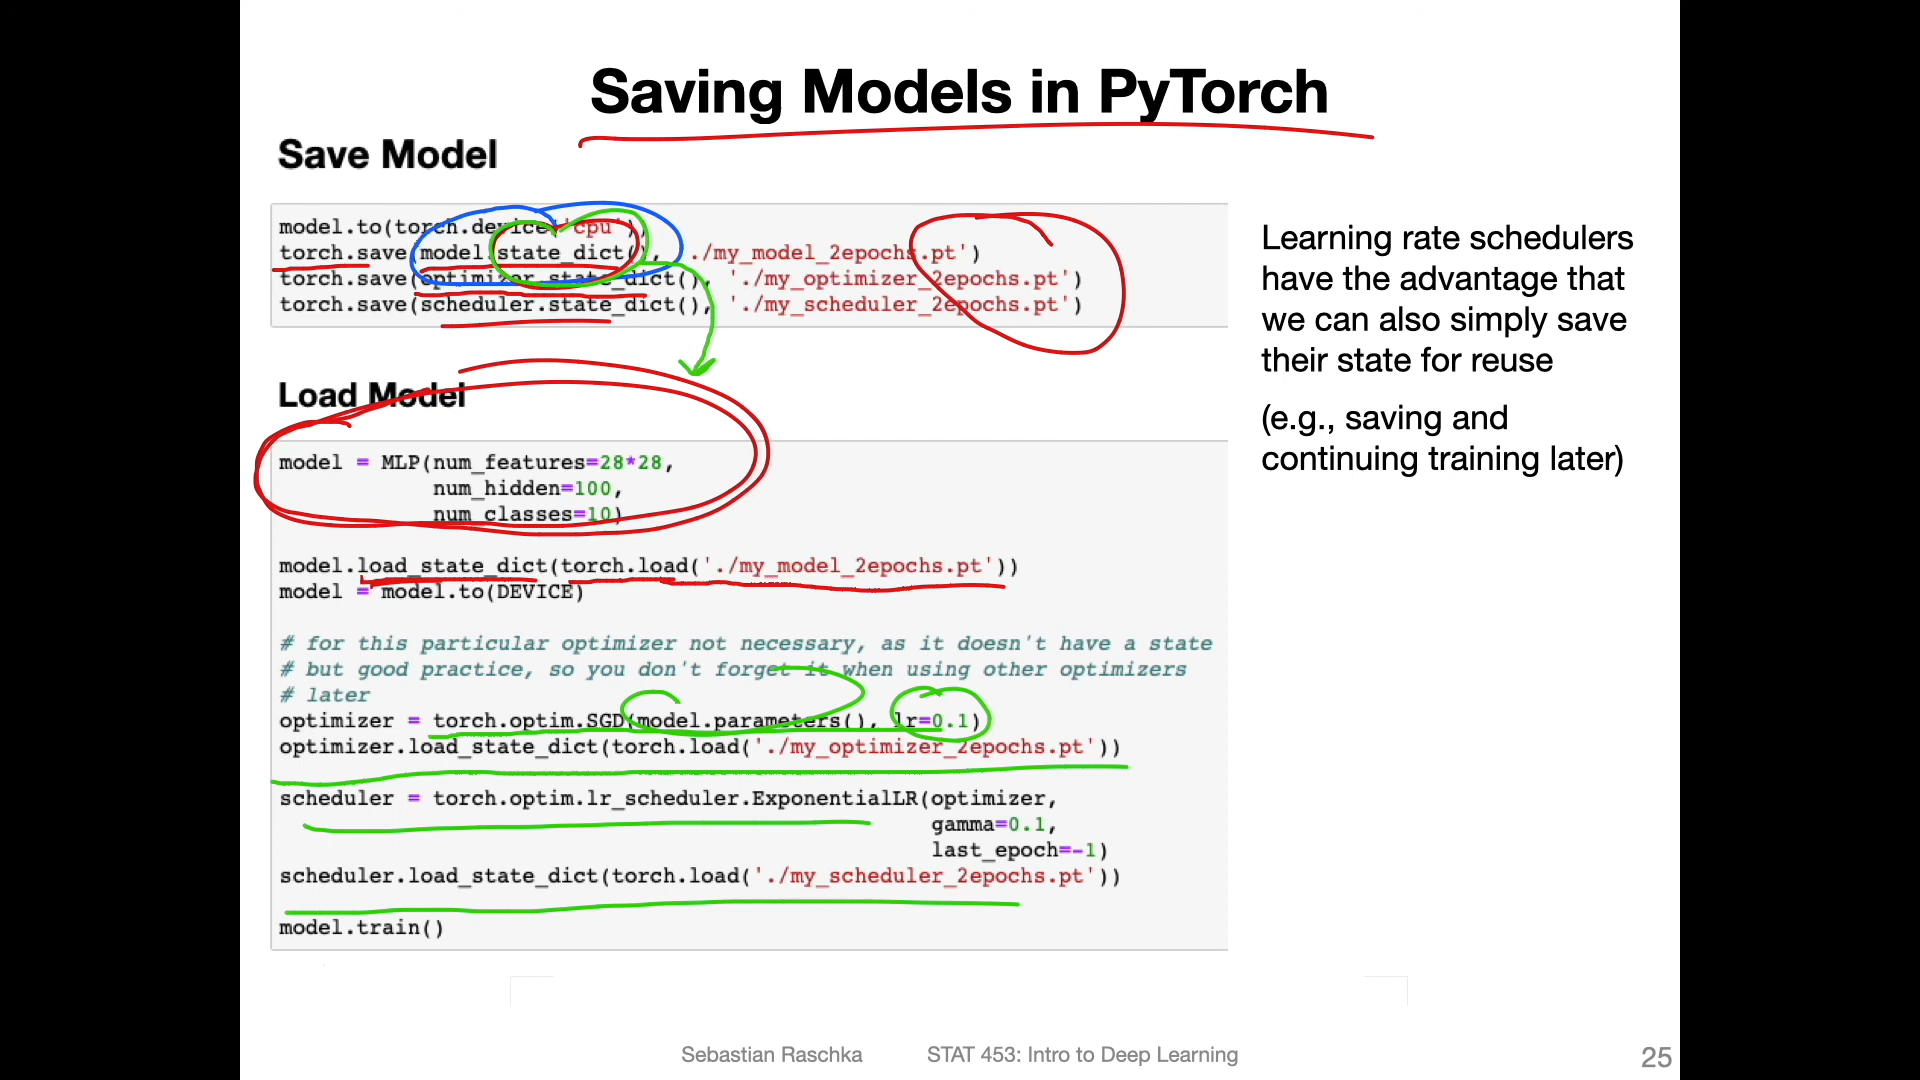 Saving Models in PyTorch
Save Model
model.to(torch.device('cpu'))
torch.save(model.state_dict(), './my_model_2epochs.pt')
torch.save(optimizer.state_dict(), './my_optimizer_2epochs.pt')
torch.save(scheduler.state_dict(), './my_scheduler_2epochs.pt')
Learning rate schedulers
have the advantage that
we can also simply save
their state for reuse
(e.g., saving and
continuing training later)
Load Model
model = MLP(num_features=28*28,
num_hidden=100,
num_classes=10)
model.load_state_dict(torch.load('./my_model_2epochs.pt'))
model = model.to(DEVICE)
# for this particular optimizer not necessary, as it doesn't have a state
# but good practice, so you don't forget it when using other optimizers
# later
optimizer = torch.optim.SGD(model.parameters(), lr=0.1)
optimizer.load_state_dict(torch.load('./my_optimizer_2epochs.pt'))
scheduler = torch.optim.lr_scheduler.ExponentialLR(optimizer,
gamma=0.1,
last_epoch=-1)
scheduler.load_state_dict(torch.load('./my_scheduler_2epochs.pt'))
model.train()
Sebastian Raschka STAT 453: Intro to Deep Learning 25